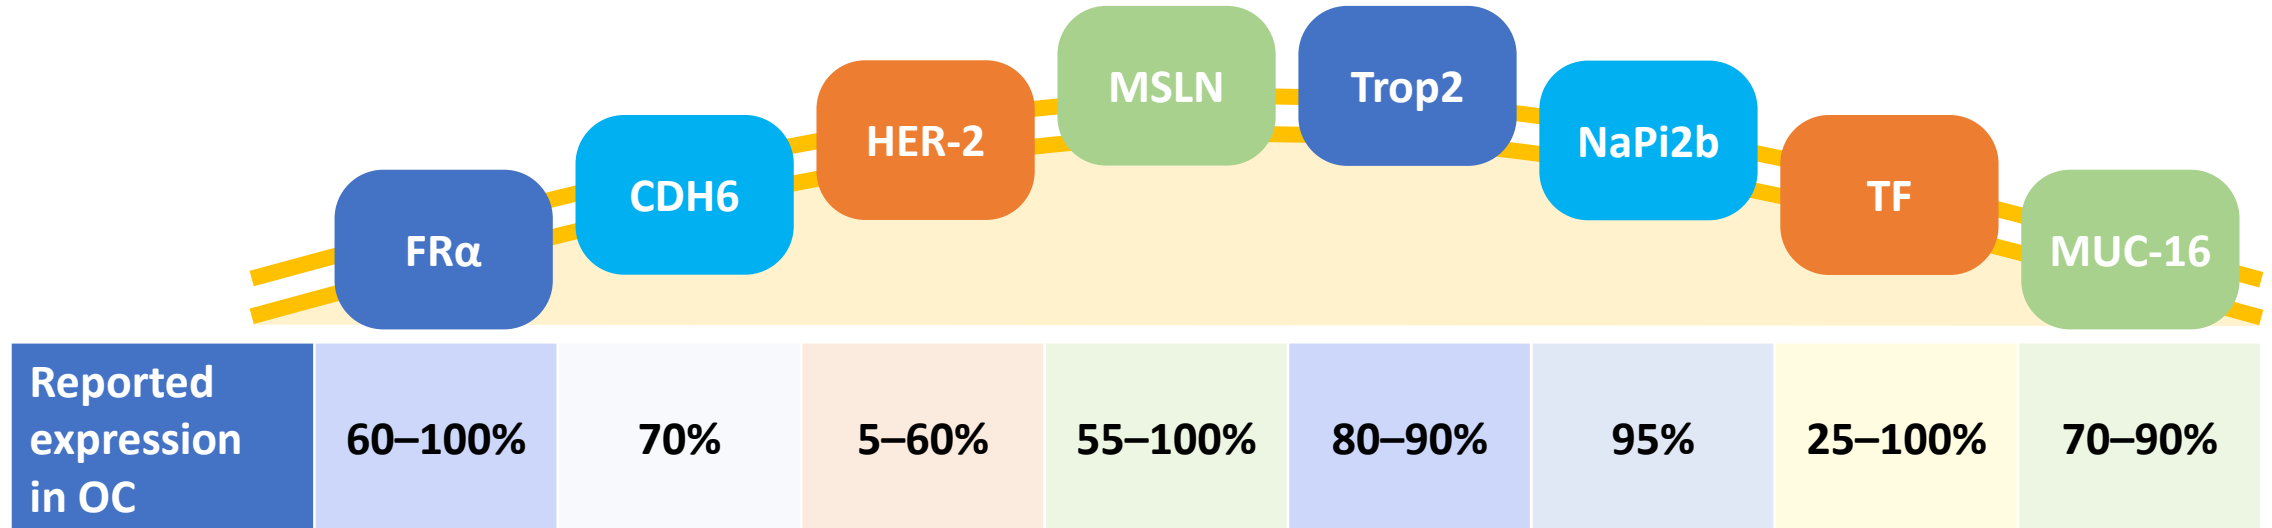 FRα
CDH6
HER-2
MSLN
Trop2
NaPi2b
TF
MUC-16
Reported
expression
in OC
60–100%
70%
5–60%
55–100%
80–90%
95%
25–100%
70–90%